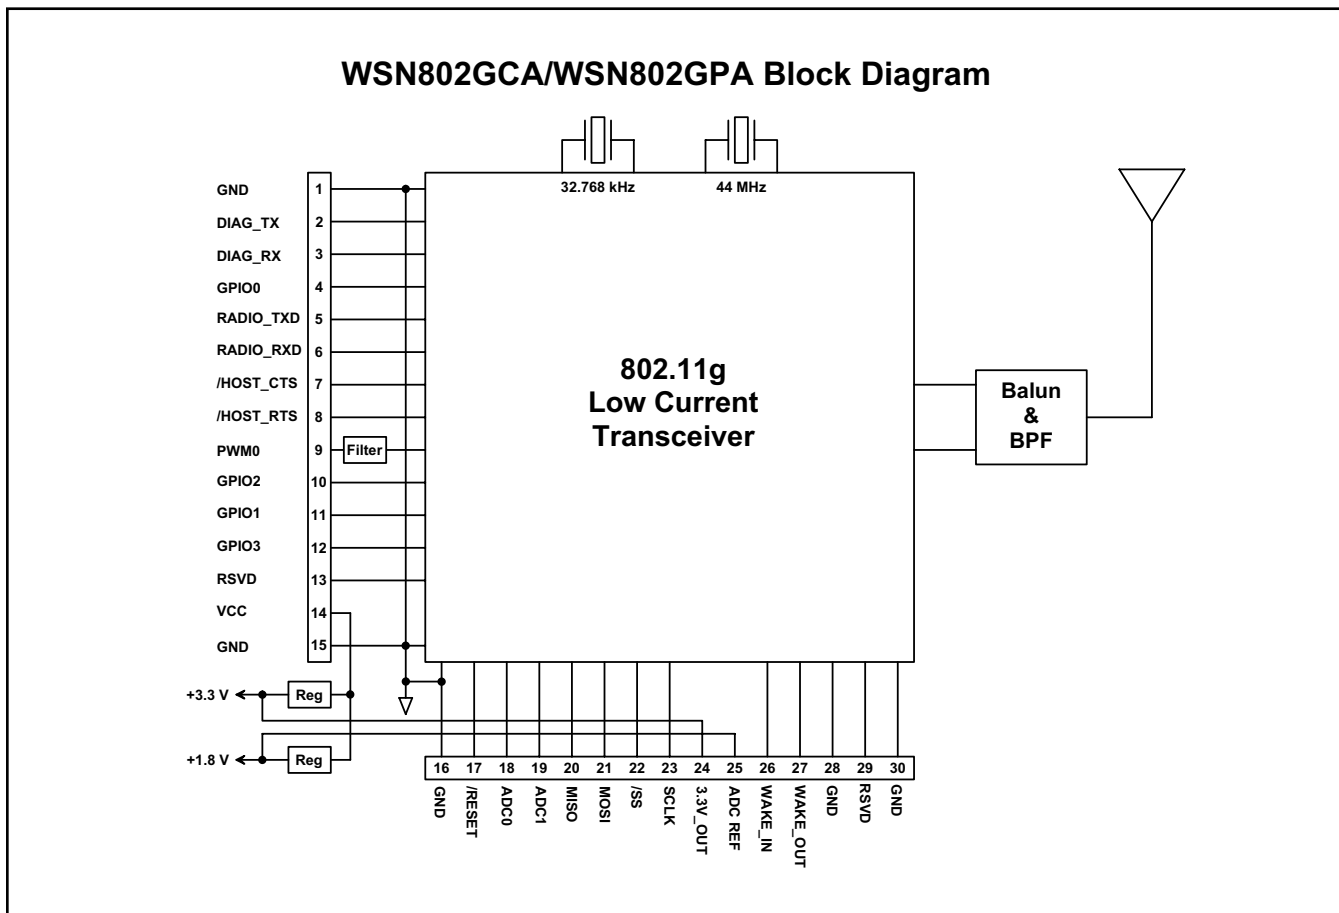 WSN802GCA/WSN802GPA Block Diagram
32.768 kHz
44 MHz
GND 1
DIAG_TX 2
DIAG_RX 3
GPIO0 4
RADIO_TXD 5
RADIO_RXD 6
/HOST_CTS 7
/HOST_RTS 8
PWM0 9 Filter
GPIO2 10
GPIO1 11
GPIO3 12
RSVD 13
VCC 14
GND 15
802.11g
Low Current
Transceiver
Balun
&
BPF
+3.3 V Reg
+1.8 V Reg
16 17 18 19 20 21 22 23 24 25 26 27 28 29 30
GND
/RESET
ADC0
ADC1
MISO
MOSI
/SS
SCLK
3.3V_OUT
ADC REF
WAKE_IN
WAKE_OUT
GND
RSVD
GND